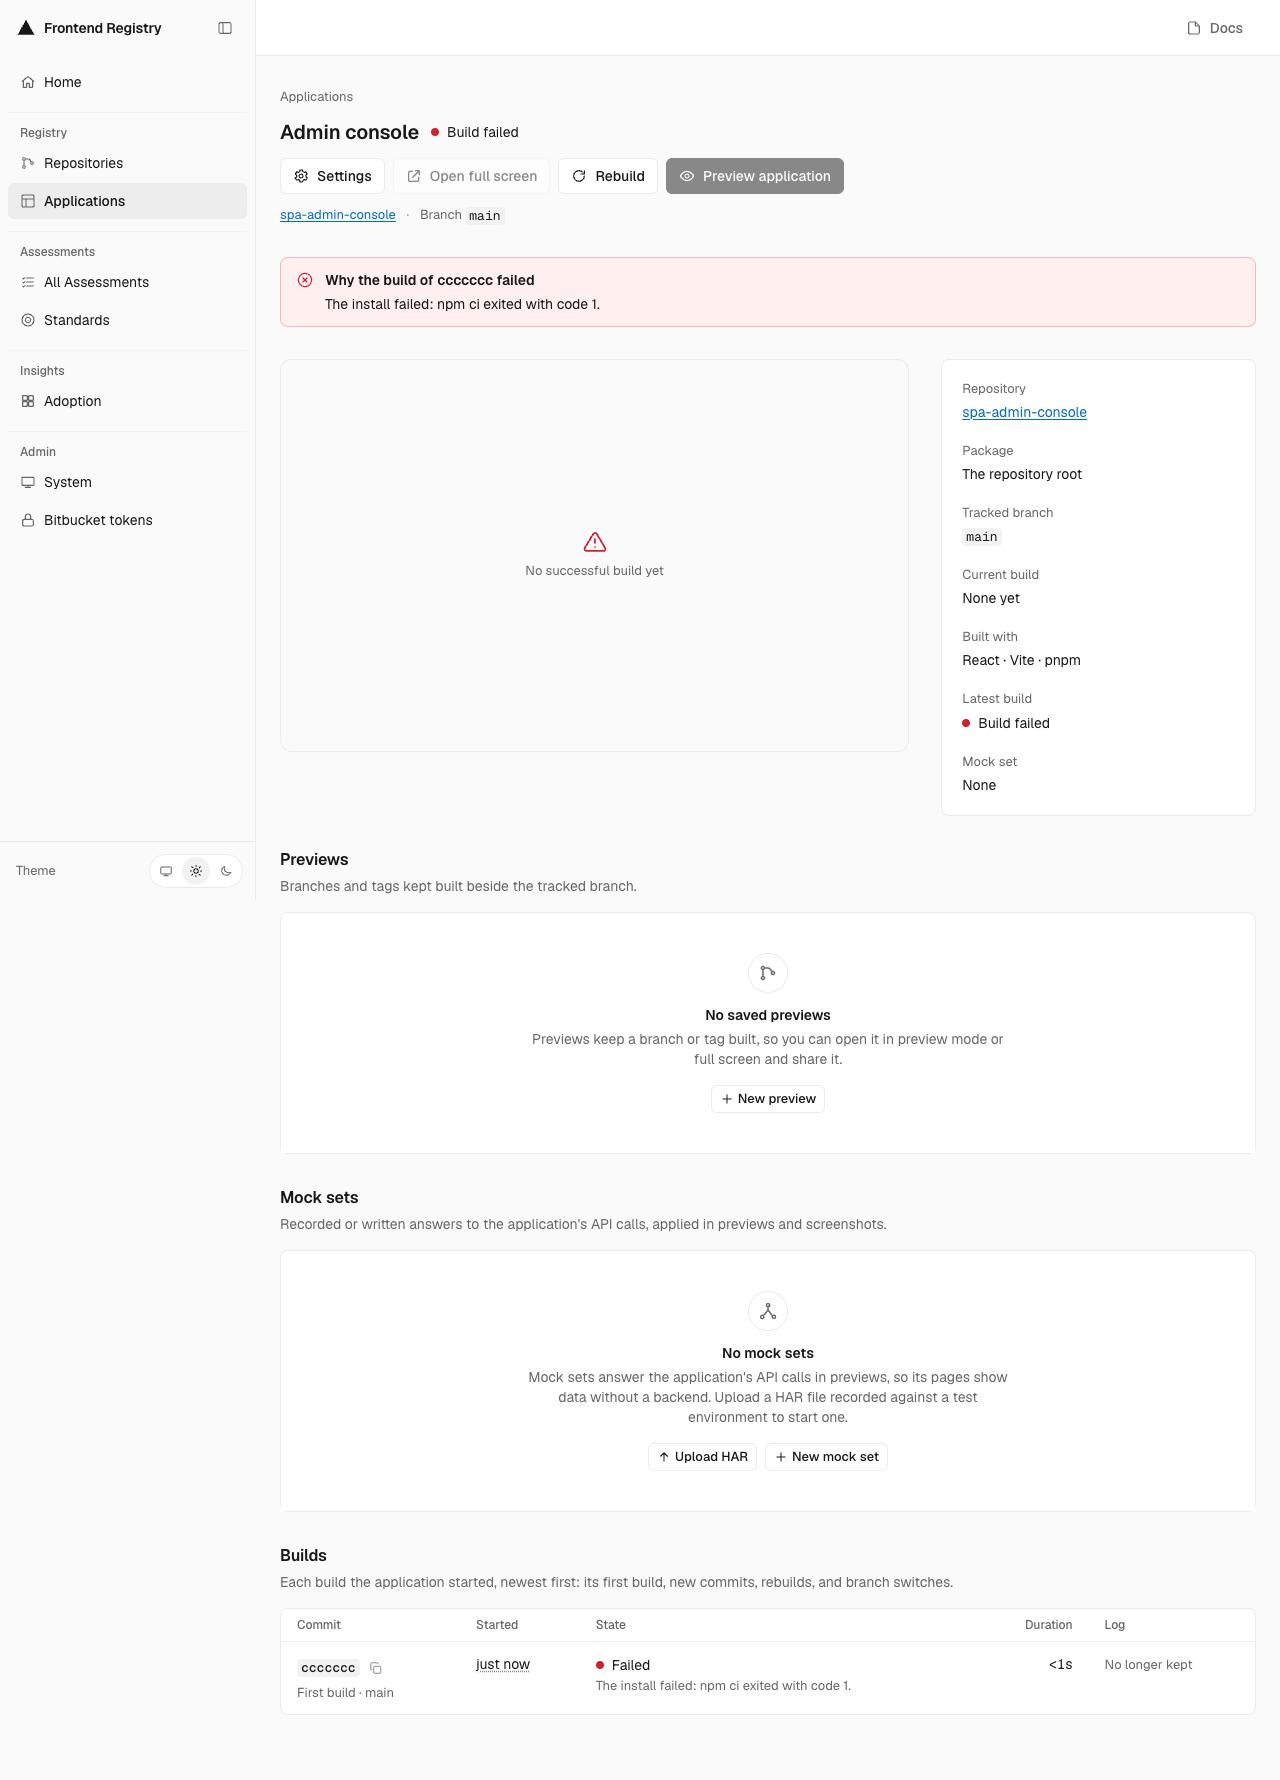 Frontend Registry
Docs
Home
Registry
Repositories
Applications
Assessments
All Assessments
Standards
Insights
Adoption
Admin
System
Bitbucket tokens
Theme
Applications
Admin console
Build failed
Settings
Open full screen
Rebuild
Preview application
spa-admin-console · Branch main
Why the build of ccccccc failed
The install failed: npm ci exited with code 1.
No successful build yet
Repository
spa-admin-console
Package
The repository root
Tracked branch
main
Current build
None yet
Built with
React · Vite · pnpm
Latest build
Build failed
Mock set
None
Previews
Branches and tags kept built beside the tracked branch.
No saved previews
Previews keep a branch or tag built, so you can open it in preview mode or
full screen and share it.
New preview
Mock sets
Recorded or written answers to the application's API calls, applied in previews and screenshots.
No mock sets
Mock sets answer the application's API calls in previews, so its pages show
data without a backend. Upload a HAR file recorded against a test
environment to start one.
Upload HAR
New mock set
Builds
Each build the application started, newest first: its first build, new commits, rebuilds, and branch switches.
Commit Started State Duration Log
ccccccc just now Failed <1s No longer kept
First build · main The install failed: npm ci exited with code 1.